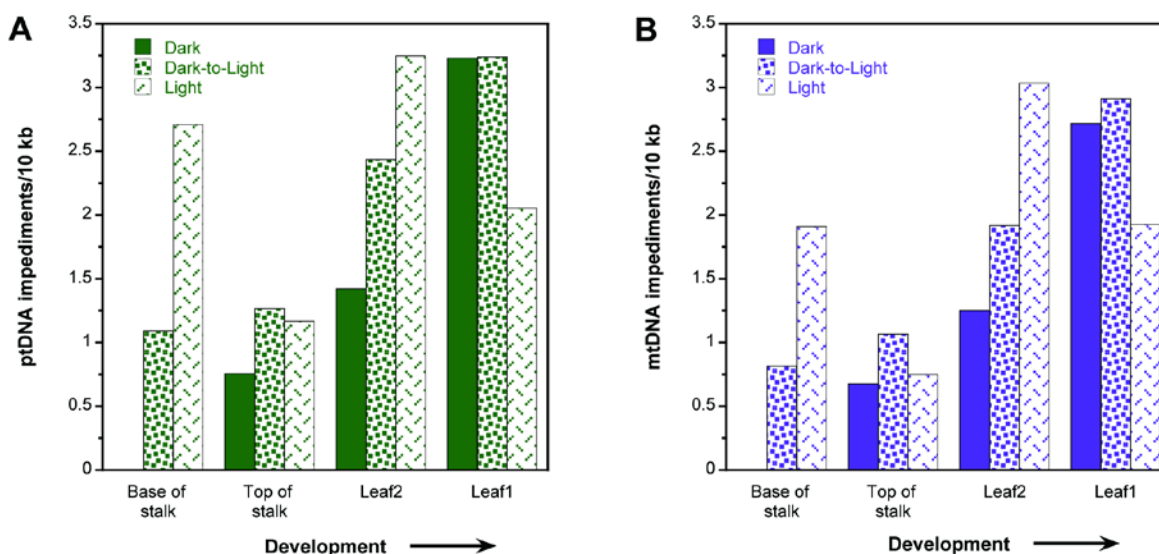 A
ptDNA impediments/10 kb
3.5
3
2.5
2
1.5
1
0.5
0
Dark
Dark-to-Light
Light
Base of
stalk
Top of
stalk
Leaf2
Leaf1
Development
B
mtDNA impediments/10 kb
3.5
3
2.5
2
1.5
1
0.5
0
Dark
Dark-to-Light
Light
Base of
stalk
Top of
stalk
Leaf2
Leaf1
Development